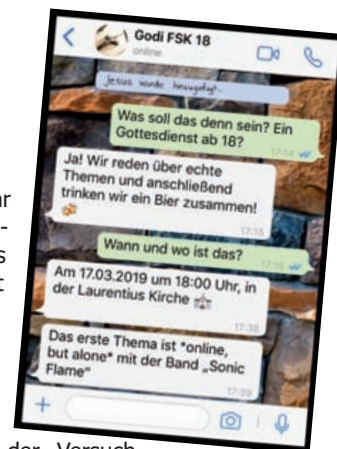 Godi FSK 18
online
Jesus wurde hinzugefügt..
Was soll das denn sein? Ein
Gottesdienst ab 18?
17:14
Ja! Wir reden über echte
Themen und anschließend
trinken wir ein Bier zusammen!
🍻
17:15
Wann und wo ist das?
17:15
Am 17.03.2019 um 18:00 Uhr, in
der Laurentius Kirche ⛪
17:38
Das erste Thema ist *online,
but alone* mit der Band „Sonic
Flame“
17:39
der Versuch